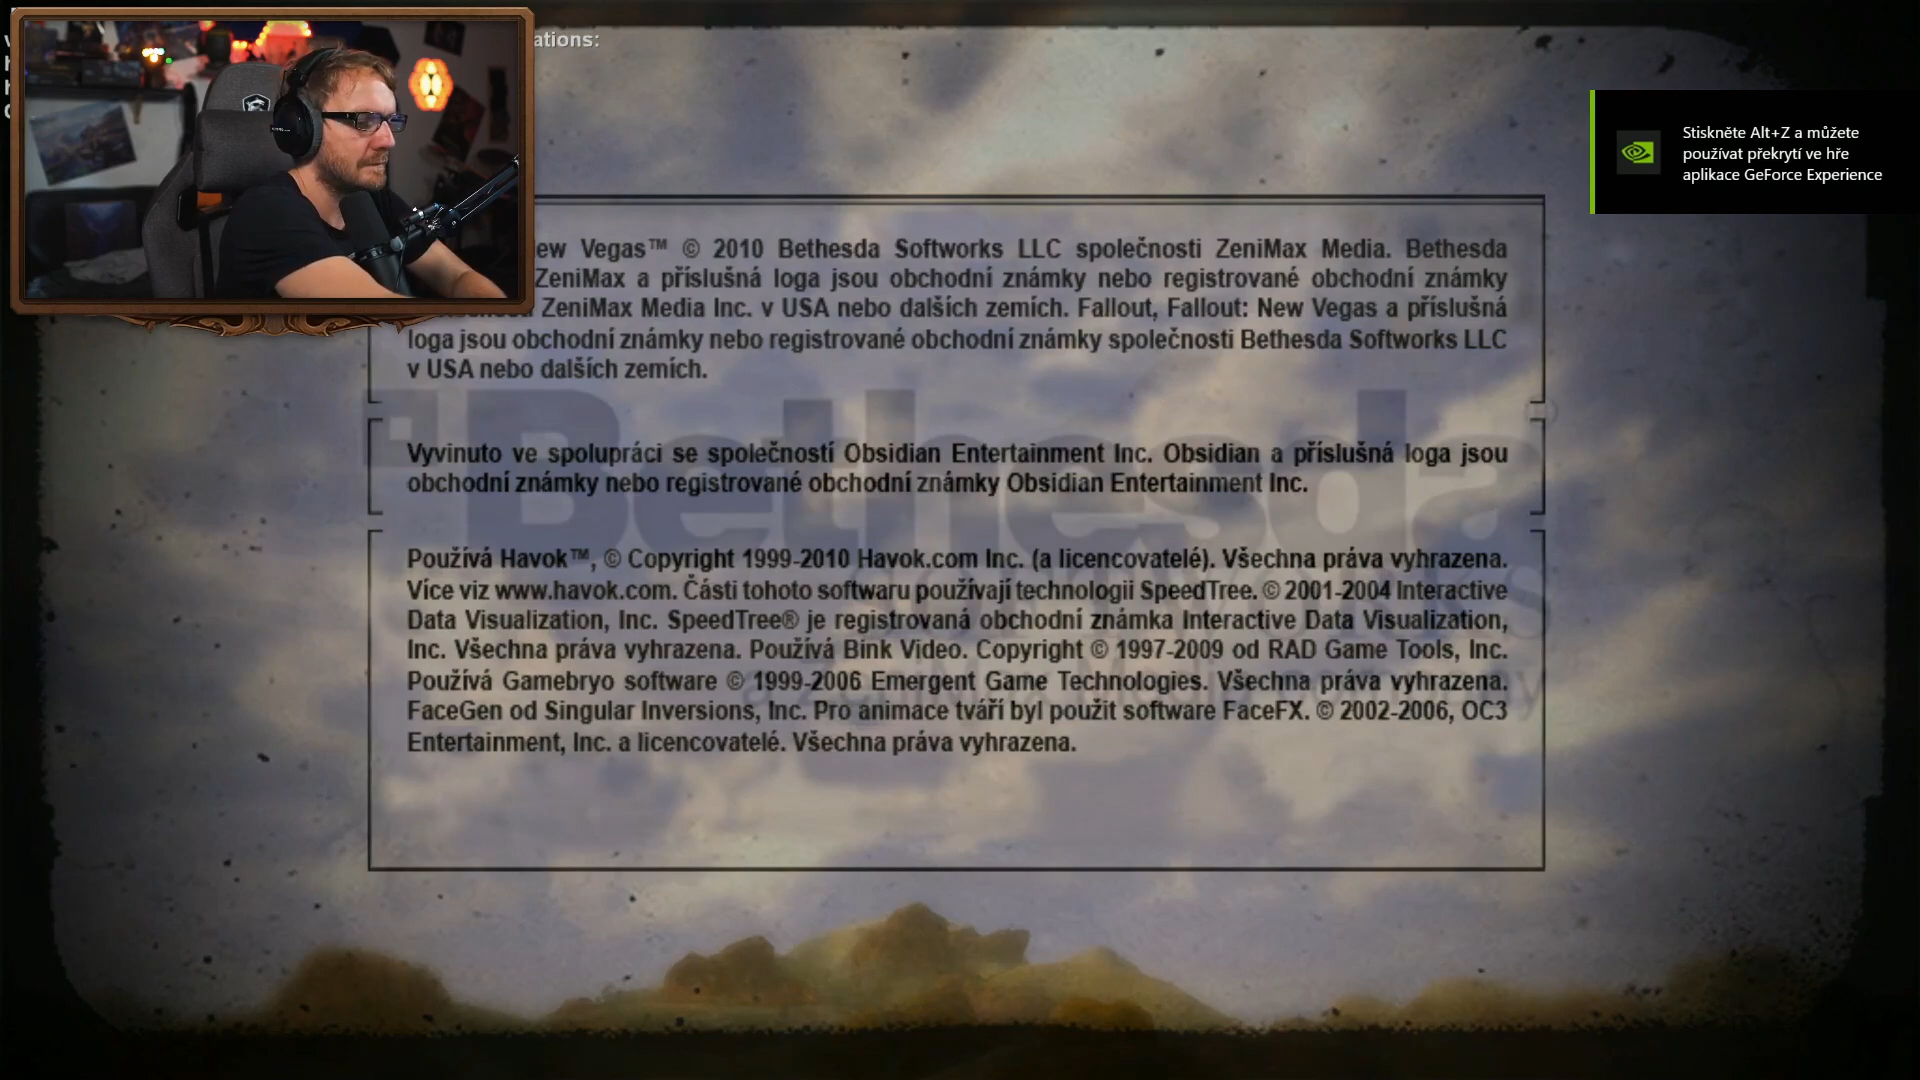 ations:
Stiskněte Alt+Z a můžete
používat překrytí ve hře
aplikace GeForce Experience
ew Vegas™ © 2010 Bethesda Softworks LLC společnosti ZeniMax Media. Bethesda
ZeniMax a příslušná loga jsou obchodní známky nebo registrované obchodní známky
ZeniMax Media Inc. v USA nebo dalších zemích. Fallout, Fallout: New Vegas a příslušná
loga jsou obchodní známky nebo registrované obchodní známky společnosti Bethesda Softworks LLC
v USA nebo dalších zemích.
Bethesda
Vyvinuto ve spolupráci se společností Obsidian Entertainment Inc. Obsidian a příslušná loga jsou
obchodní známky nebo registrované obchodní známky Obsidian Entertainment Inc.
Používá Havok™, © Copyright 1999-2010 Havok.com Inc. (a licencovatelé). Všechna práva vyhrazena.
Více viz www.havok.com. Části tohoto softwaru používají technologii SpeedTree. © 2001-2004 Interactive
Data Visualization, Inc. SpeedTree® je registrovaná obchodní známka Interactive Data Visualization,
Inc. Všechna práva vyhrazena. Používá Bink Video. Copyright © 1997-2009 od RAD Game Tools, Inc.
Používá Gamebryo software © 1999-2006 Emergent Game Technologies. Všechna práva vyhrazena.
FaceGen od Singular Inversions, Inc. Pro animace tváří byl použit software FaceFX. © 2002-2006, OC3
Entertainment, Inc. a licencovatelé. Všechna práva vyhrazena.